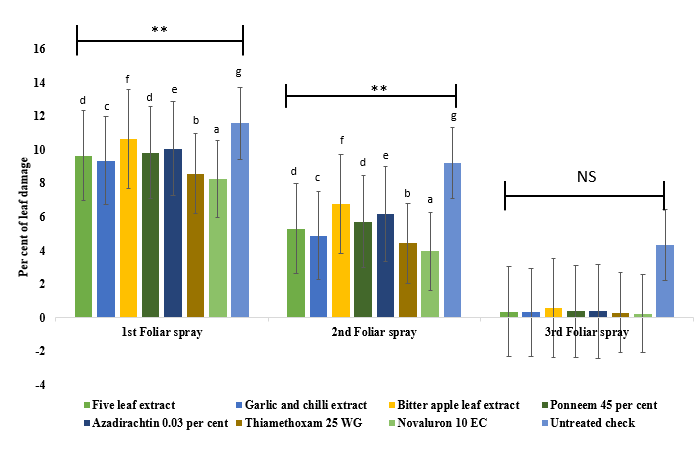 **
16
g
14
f
d
c
d
e
12
b
a
**
g
10
f
8
d
c
d
e
b
a
NS
6
4
2
0
-2
-4
Per cent of leaf damage
1st Foliar spray
2nd Foliar spray
3rd Foliar spray
Five leaf extract
Garlic and chilli extract
Bitter apple leaf extract
Ponneem 45 per cent
Azadirachtin 0.03 per cent
Thiamethoxam 25 WG
Novaluron 10 EC
Untreated check